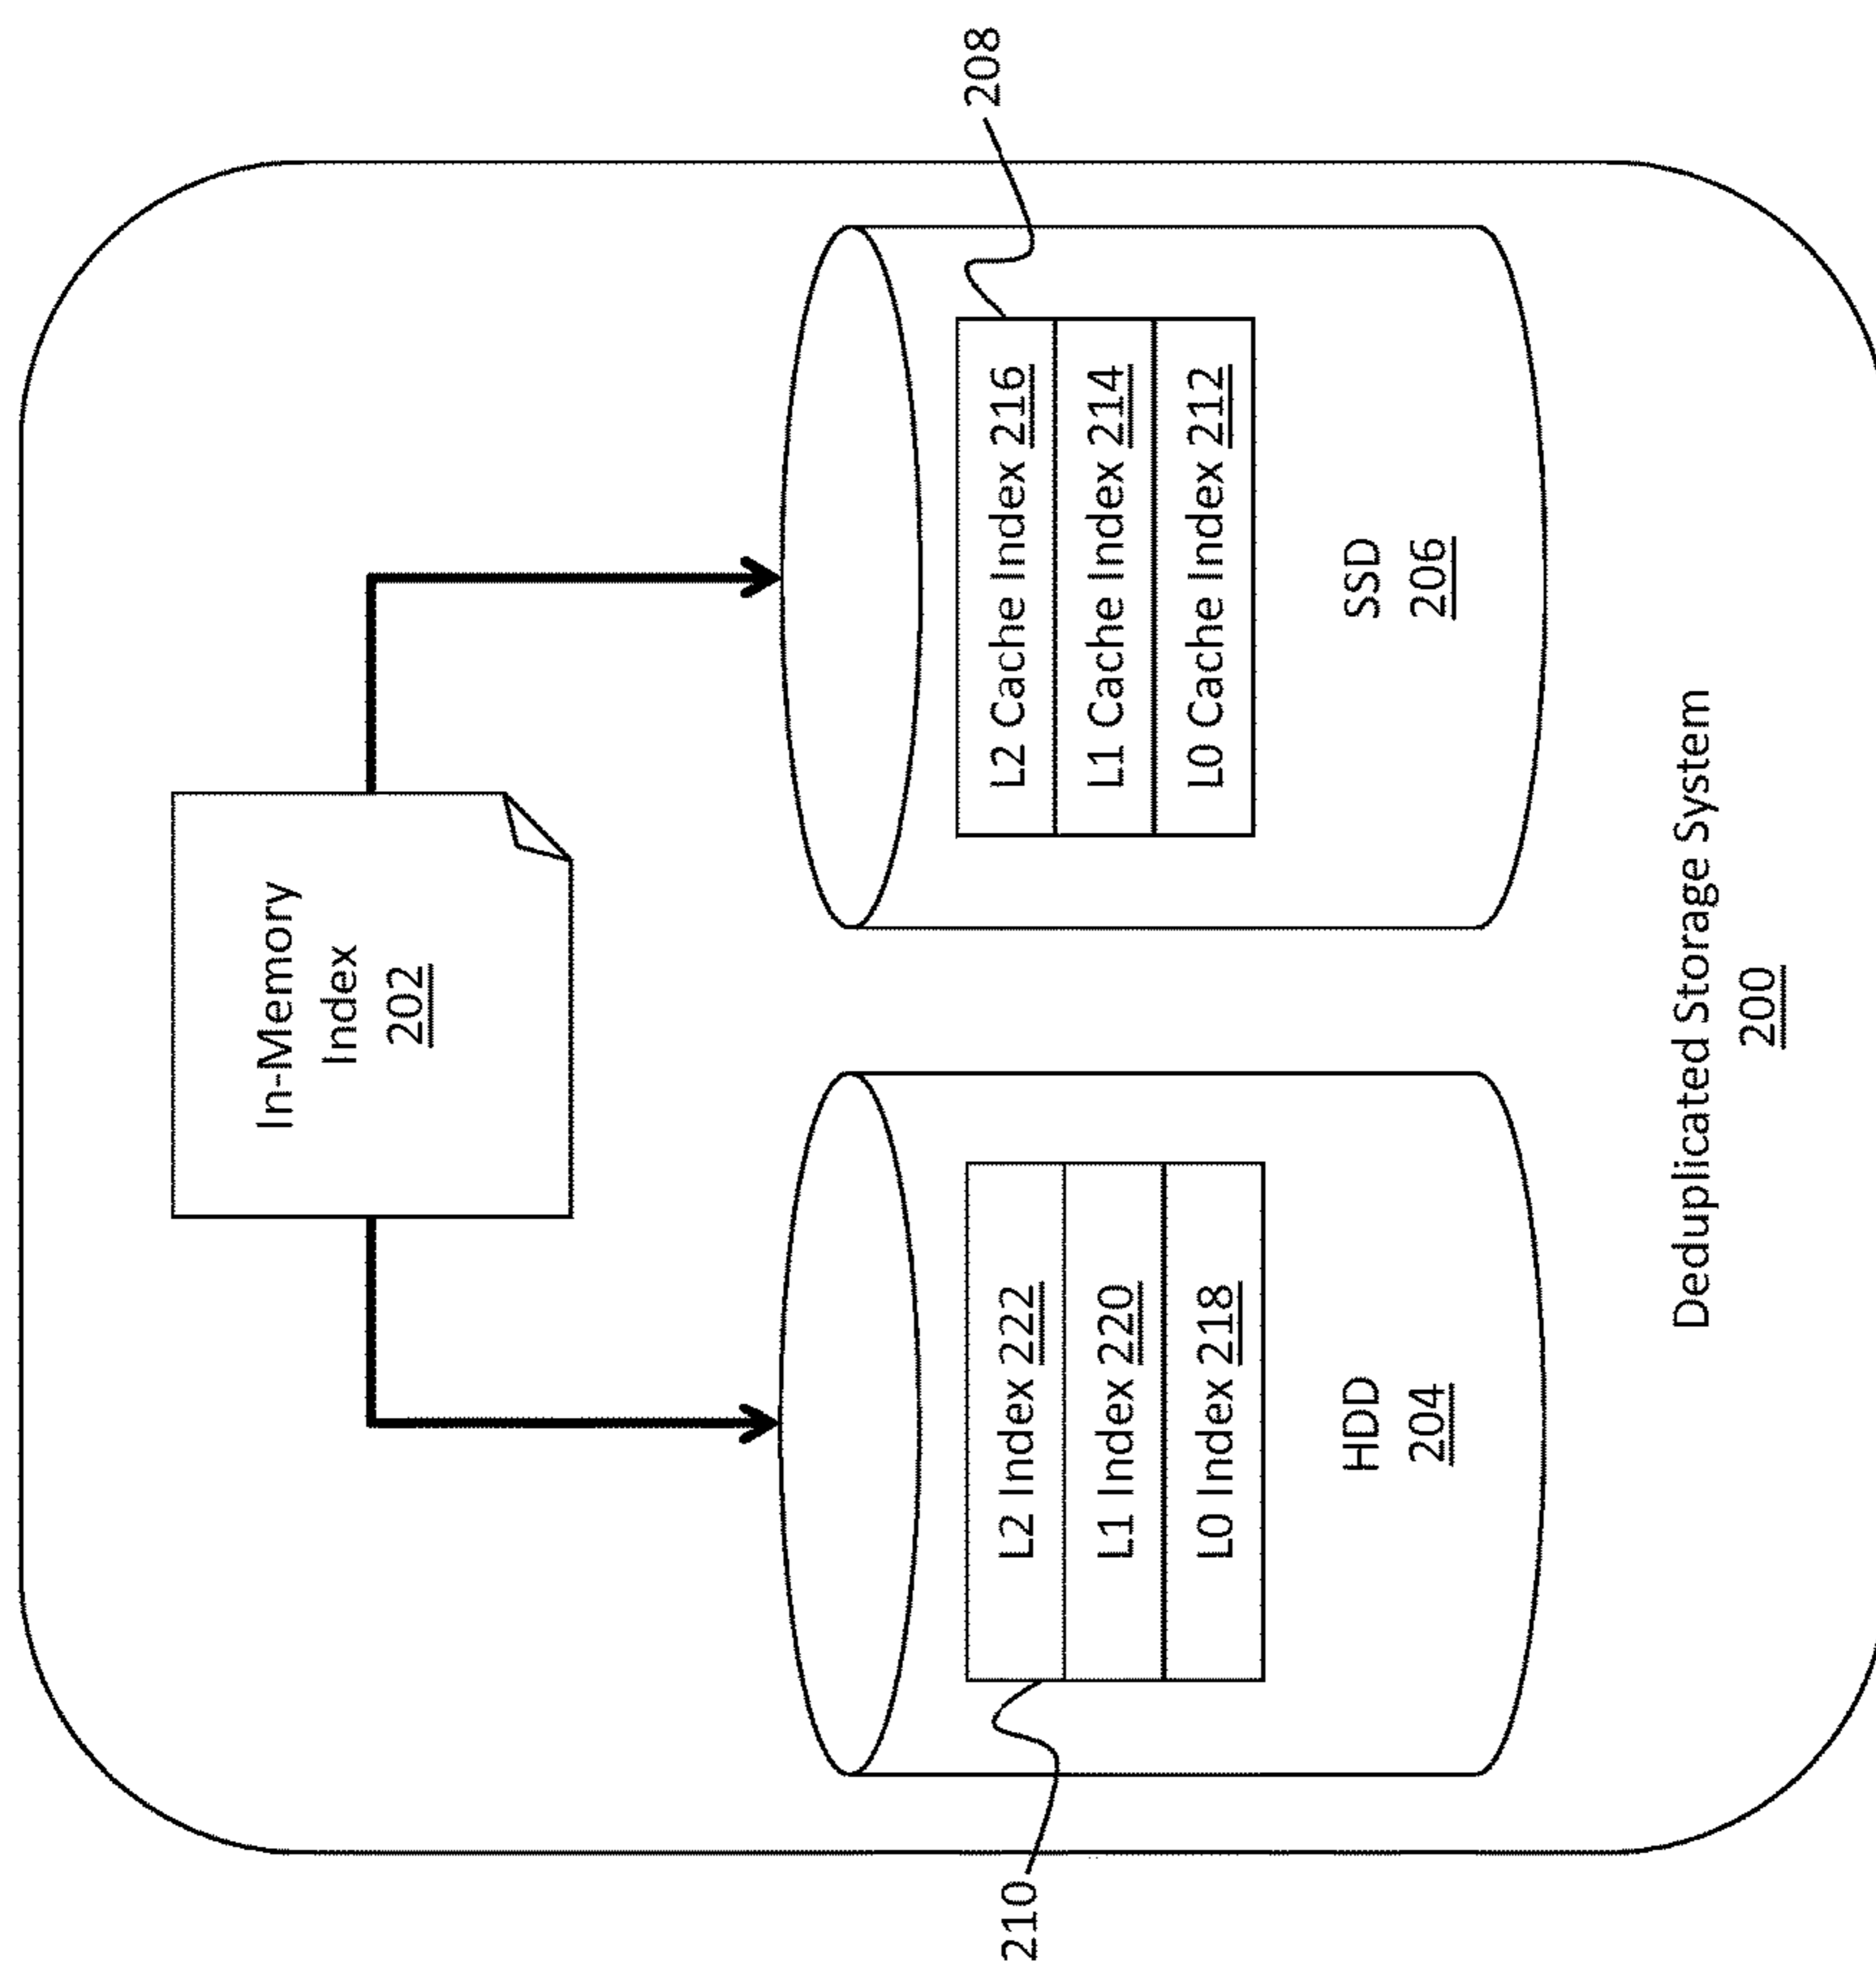 In-Memory
Index
202
208
210
L2 Index 222
L1 Index 220
L0 Index 218
HDD
204
L2 Cache Index 216
L1 Cache Index 214
L0 Cache Index 212
SSD
206
Deduplicated Storage System
200